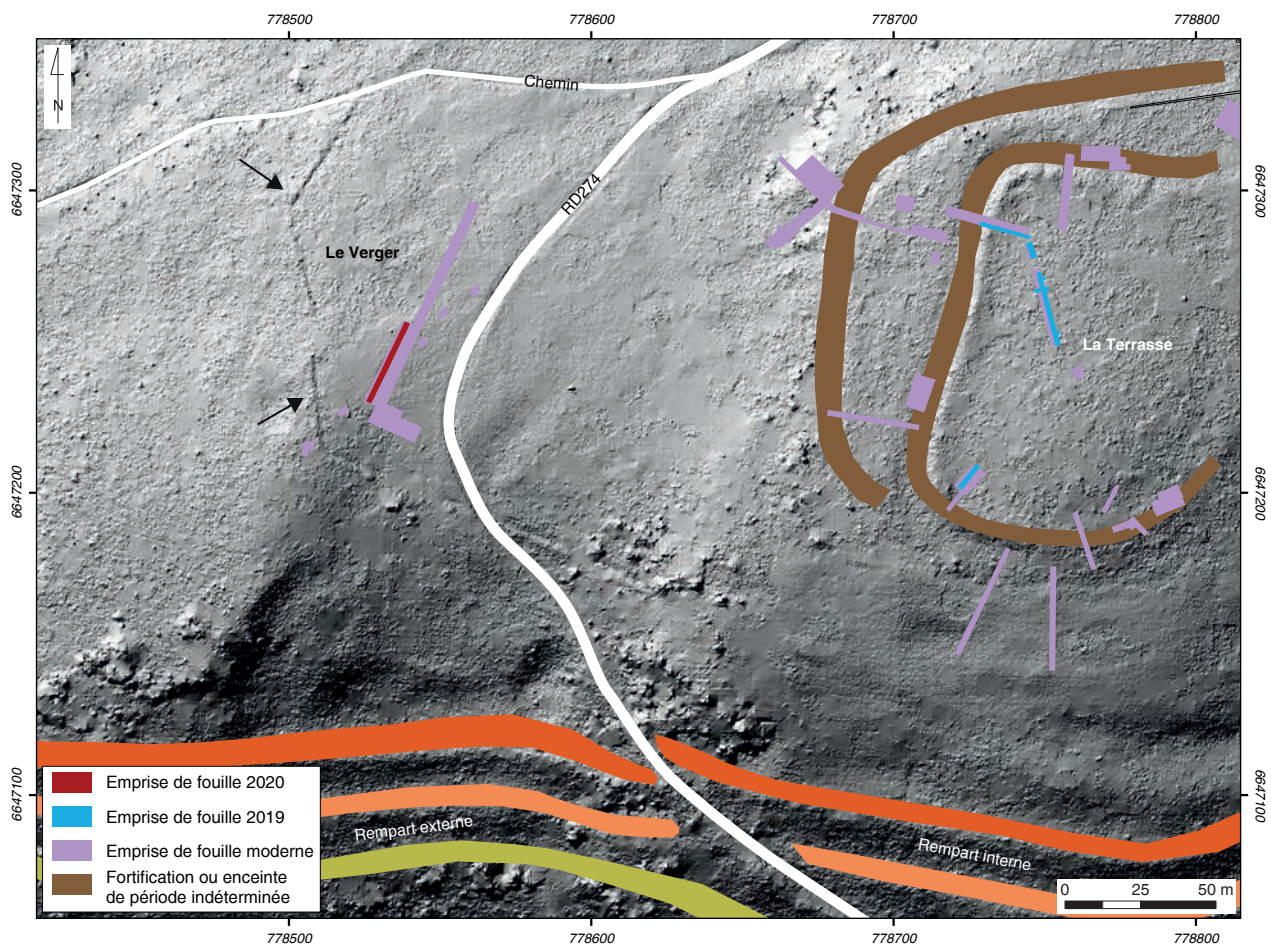 778500
778600
778700
778800
N
Chemin
6647300
6647300
RD274
Le Verger
La Terrasse
6647200
6647200
6647100
6647100
Rempart externe
Rempart interne
Emprise de fouille 2020
Emprise de fouille 2019
Emprise de fouille moderne
Fortification ou enceinte
de période indéterminée
0 25 50 m
778500
778600
778700
778800